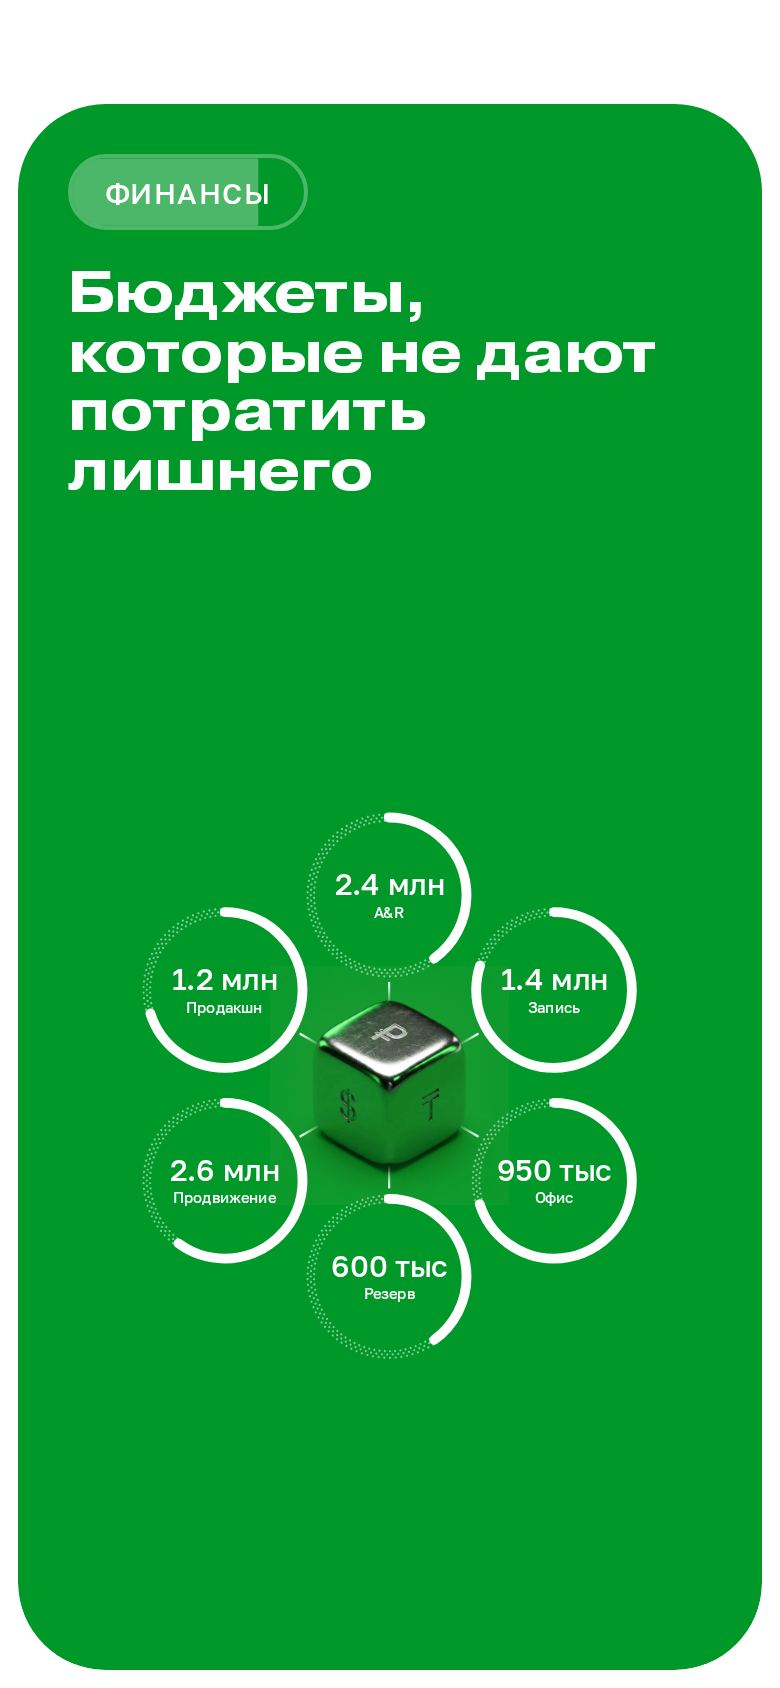 ФИНАНСЫ
Бюджеты,
которые не дают
потратить
лишнего
2.4 млн
A&R
1.2 млн
Продакшн
1.4 млн
Запись
₽
$
₸
2.6 млн
Продвижение
950 тыс
Офис
600 тыс
Резерв